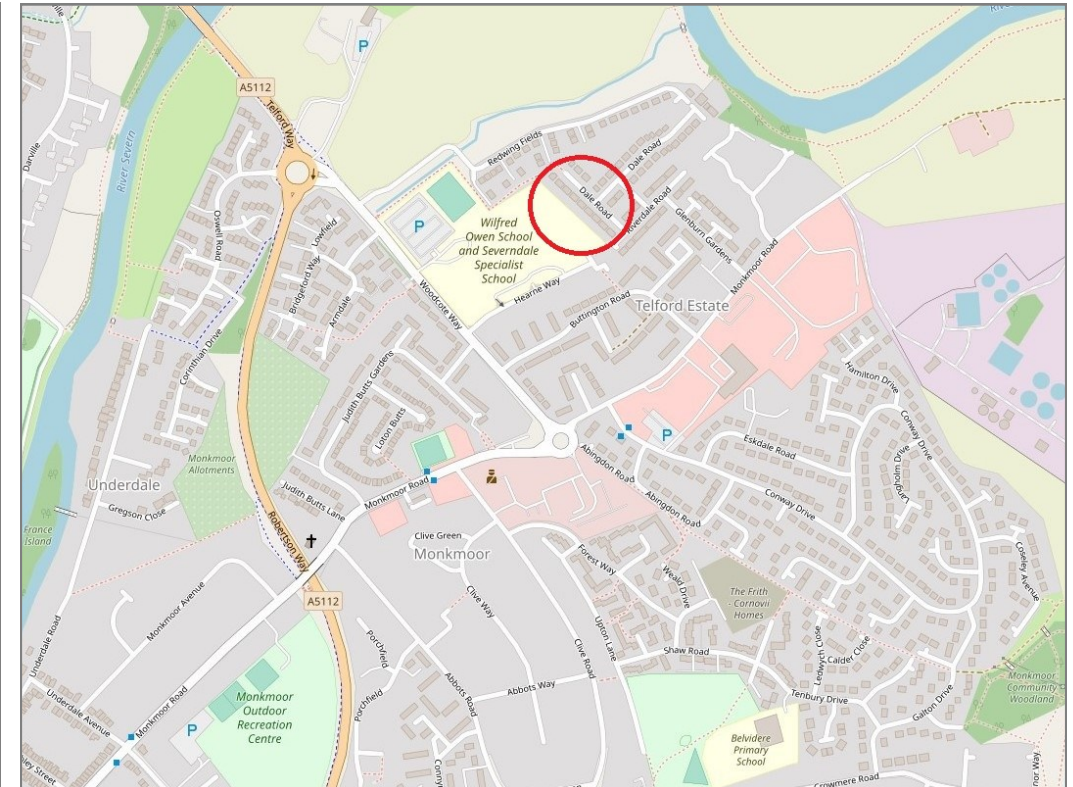 River
A5112
Telford Way
Darville
River Severn
Redwing Fields
Dale Road
Dale Road
Riverdale Road
Glenburn Gardens
Oswell Road
Lowfield
Bridgeford Way
Armdale
Corinthian Drive
P
P
Wilfred
Owen School
and Severndale
Specialist
School
Hearne Way
Woodcote Way
Buttington Road
Telford Estate
Monkmoor Road
Hamilton Drive
Conway Drive
Langholm Drive
Eskdale Road
Judith Butts Gardens
Loton Butts
P
Abingdon Road
Abingdon Road
Conway Drive
Monkmoor
Allotments
Underdale
Gregson Close
Judith Butts Lane
Monkmoor Road
France
Island
Robertson Way
Clive Green
Monkmoor
Forest Way
Weald Drive
The Frith
- Cornovii
Homes
Coseley Avenue
A5112
Monkmoor Avenue
Clive Way
Upton Lane
Clive Road
Shaw Road
Ledwych Close
Calder Close
Underdale Road
Porchfield
Porchfield
Abbots Road
Abbots Way
Tenbury Drive
Galton Drive
Monkmoor
Community
Woodland
Underdale Avenue
Monkmoor Road
P
Monkmoor
Outdoor
Recreation
Centre
Belvidere
Primary
School
Crowmere Road